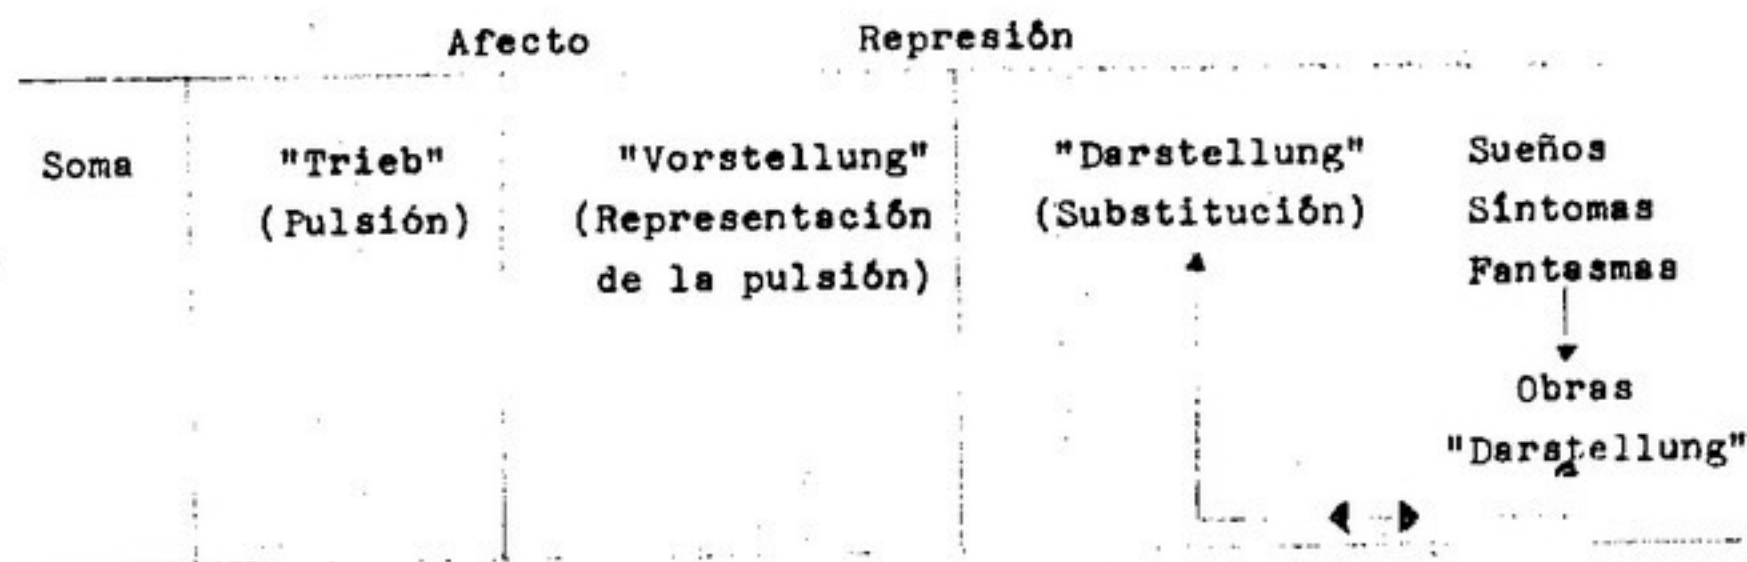 Afecto Represión
Soma "Trieb" "Vorstellung" "Darstellung" Sueños
(Pulsión) (Representación (Substitución) Síntomas
de la pulsión) Fantasmas
Obras
"Darstellung"